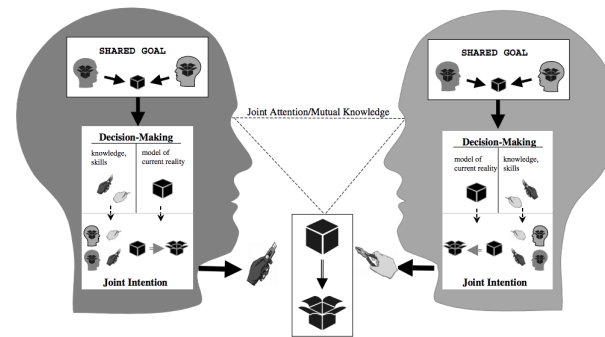 SHARED GOAL
Decision-Making
knowledge,
skills
model of
current reality
Joint Intention
Joint Attention/Mutual Knowledge
SHARED GOAL
Decision-Making
model of
current reality
knowledge,
skills
Joint Intention